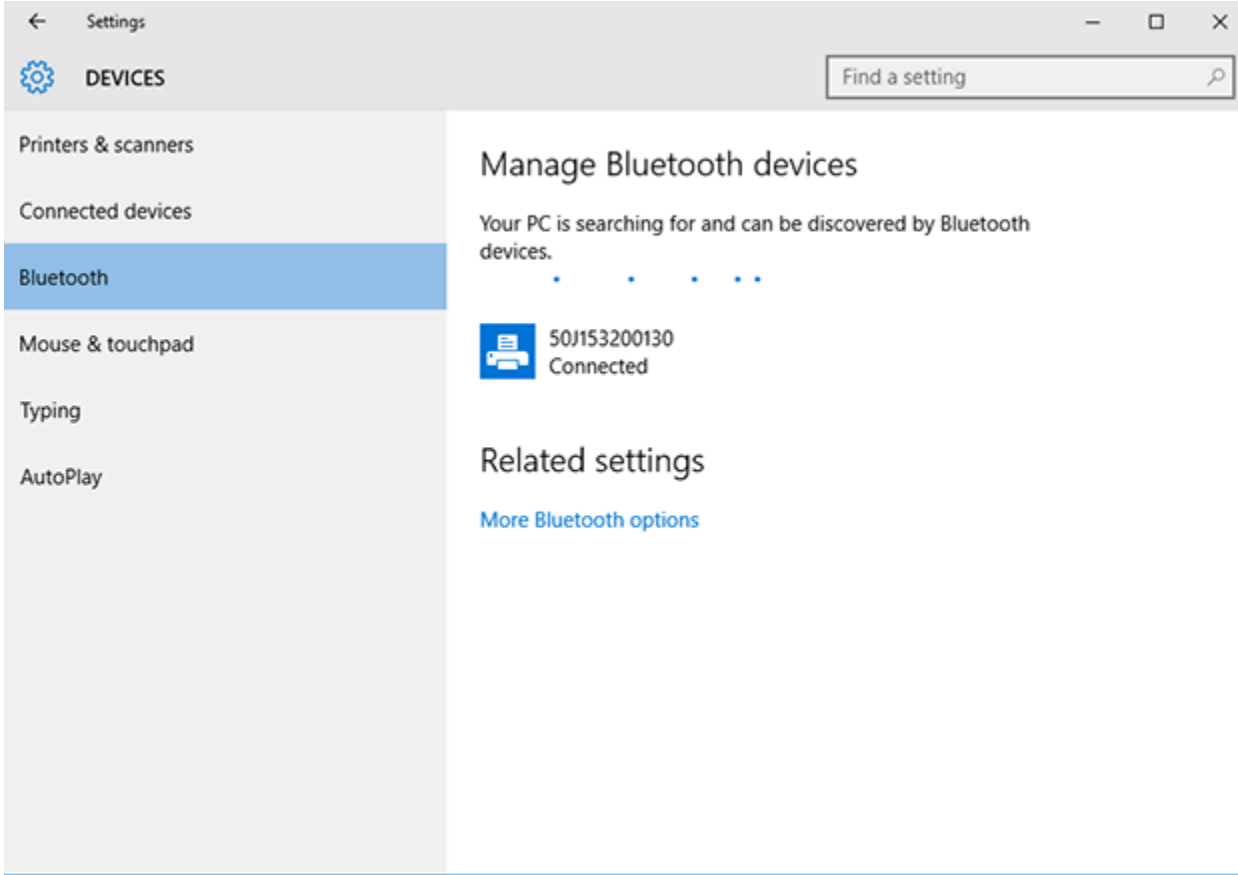 Settings
DEVICES
Find a setting
Printers & scanners
Connected devices
Bluetooth
Mouse & touchpad
Typing
AutoPlay
Manage Bluetooth devices
Your PC is searching for and can be discovered by Bluetooth
devices.
50J153200130
Connected
Related settings
More Bluetooth options